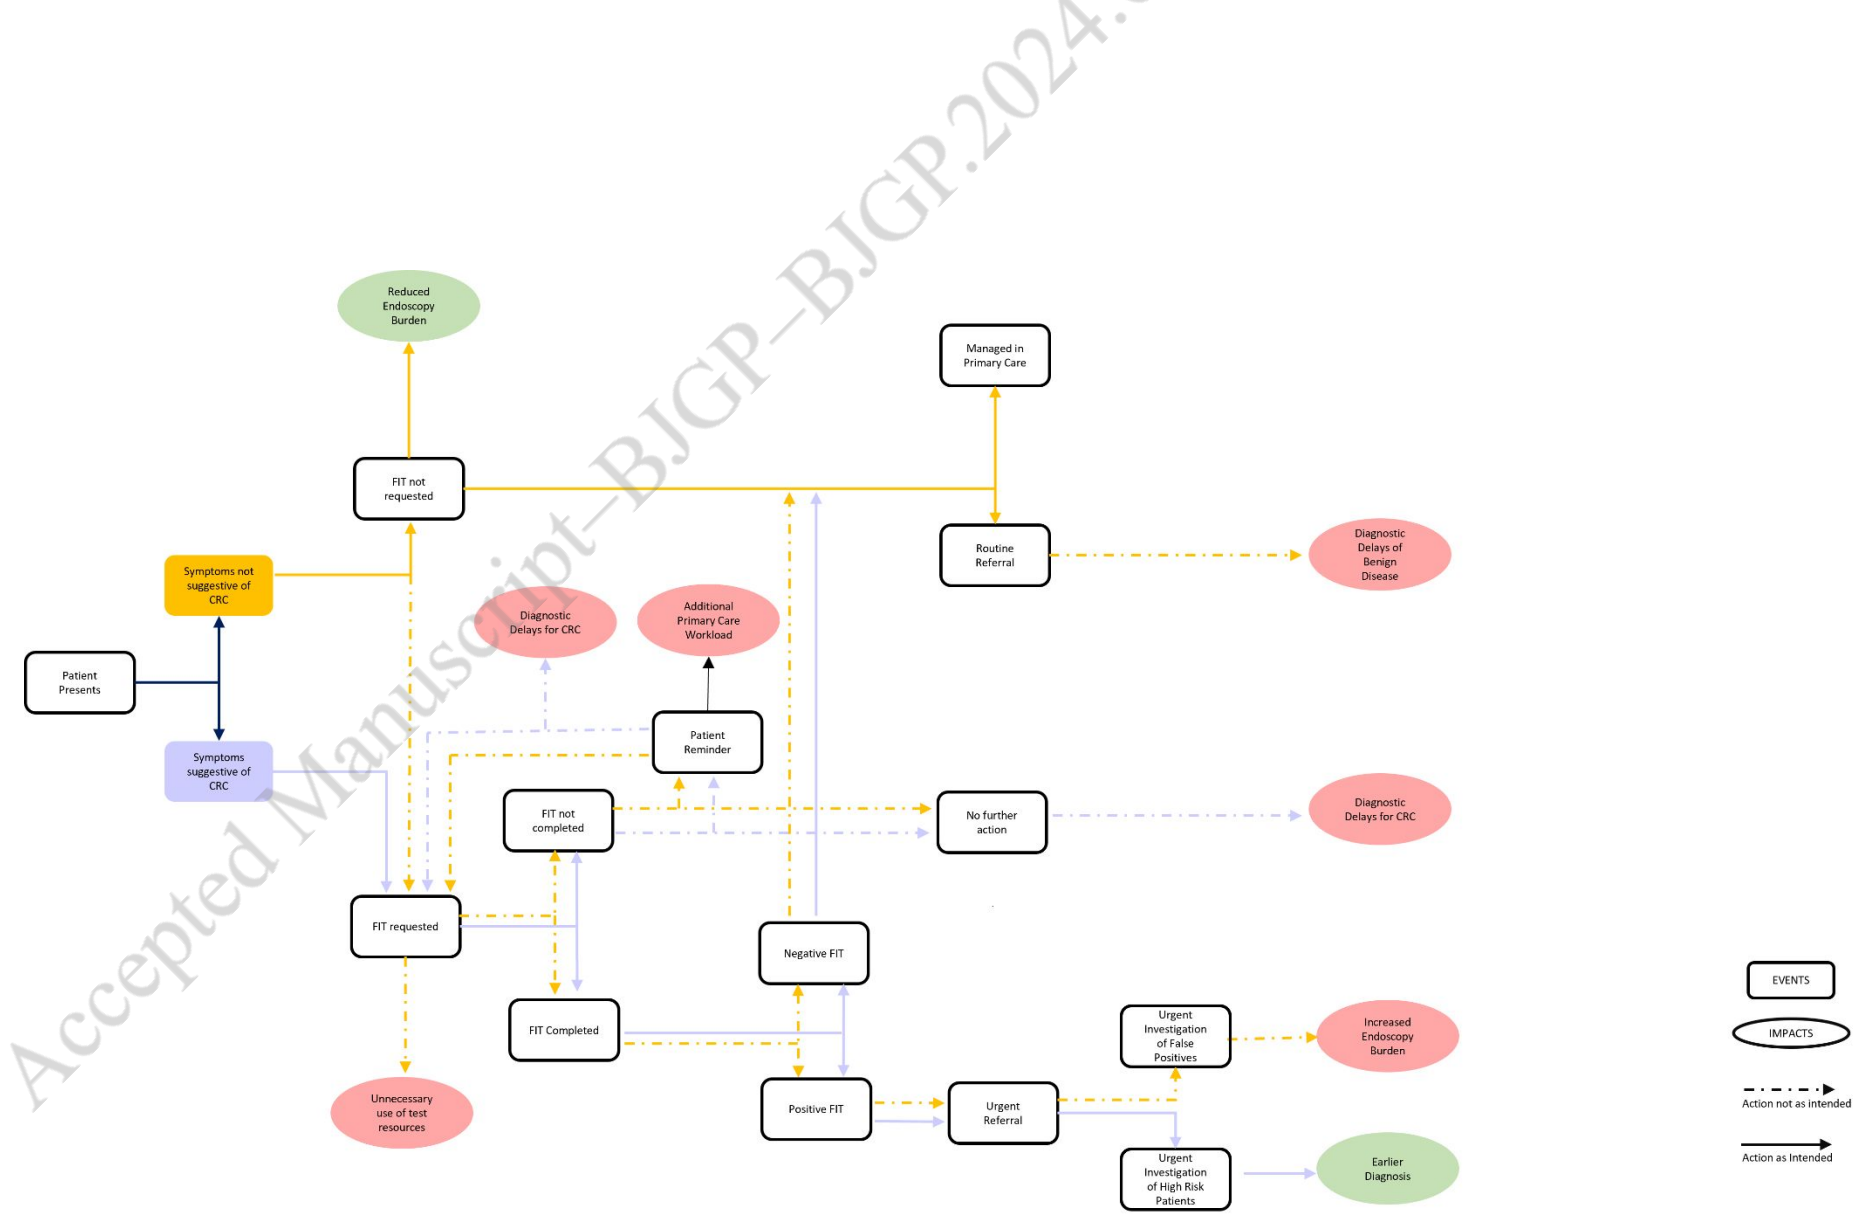 Accepted Manuscript–BJGP–BJGP.2024.
Reduced
Endoscopy
Burden
Managed in
Primary Care
FIT not
requested
Routine
Referral
Diagnostic
Delays of
Benign
Disease
Symptoms not
suggestive of
CRC
Diagnostic
Delays for CRC
Additional
Primary Care
Workload
Patient
Presents
Patient
Reminder
Symptoms
suggestive of
CRC
FIT not
completed
No further
action
Diagnostic
Delays for CRC
FIT requested
Negative FIT
FIT Completed
Urgent
Investigation
of False
Positives
Increased
Endoscopy
Burden
Unnecessary
use of test
resources
Positive FIT
Urgent
Referral
Urgent
Investigation
of High Risk
Patients
Earlier
Diagnosis
EVENTS
IMPACTS
Action not as intended
Action as Intended